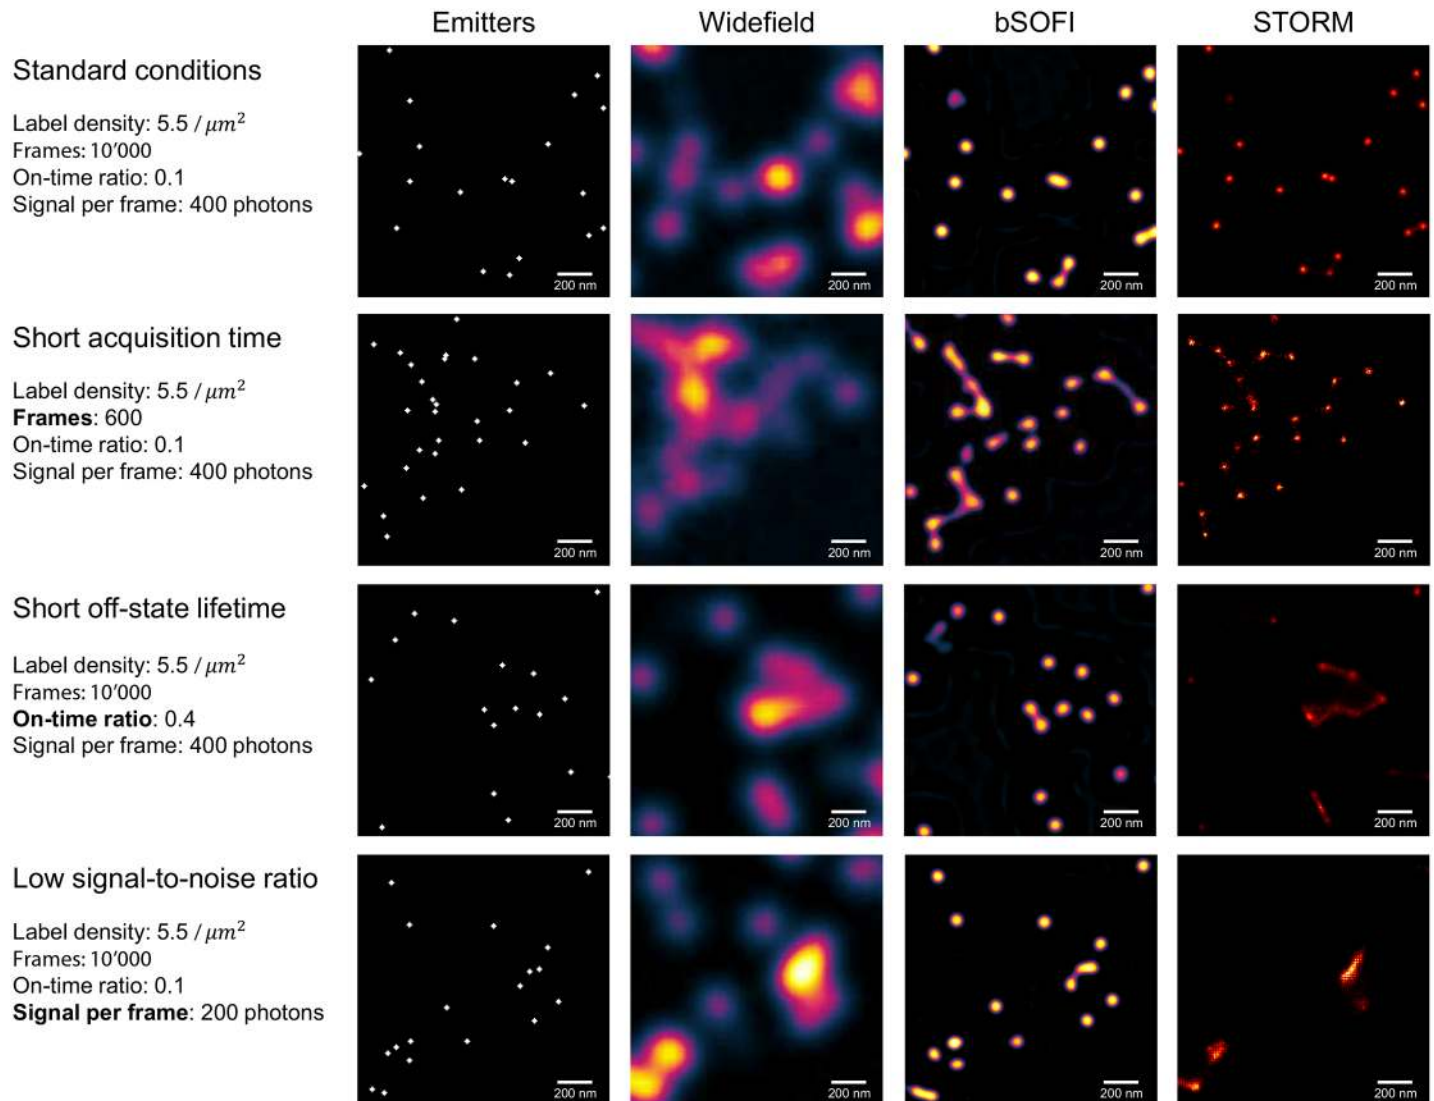 Emitters Widefield bSOFI STORM
Standard conditions
Label density: 5.5 / μm²
Frames: 10′000
On-time ratio: 0.1
Signal per frame: 400 photons
200 nm 200 nm 200 nm 200 nm
Short acquisition time
Label density: 5.5 / μm²
Frames: 600
On-time ratio: 0.1
Signal per frame: 400 photons
200 nm 200 nm 200 nm 200 nm
Short off-state lifetime
Label density: 5.5 / μm²
Frames: 10′000
On-time ratio: 0.4
Signal per frame: 400 photons
200 nm 200 nm 200 nm 200 nm
Low signal-to-noise ratio
Label density: 5.5 / μm²
Frames: 10′000
On-time ratio: 0.1
Signal per frame: 200 photons
200 nm 200 nm 200 nm 200 nm